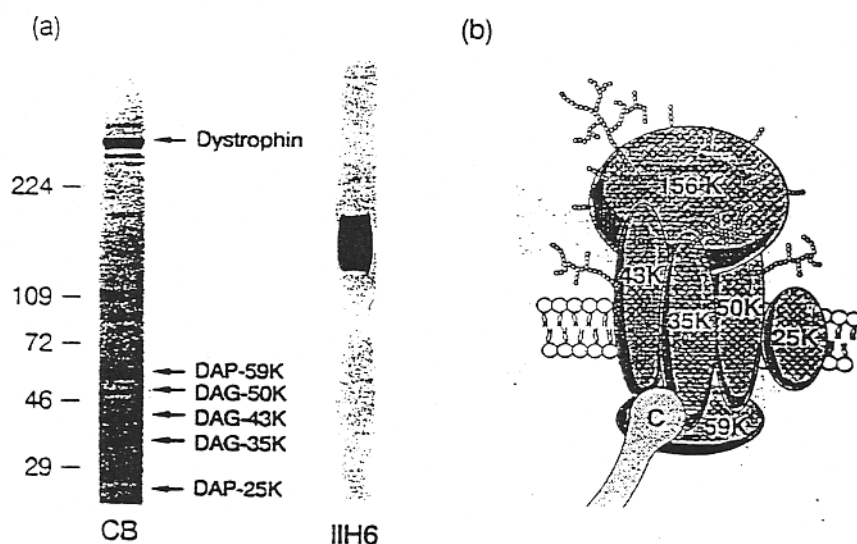 (a)
Dystrophin
224
109
72
46
29
DAP-59K
DAG-50K
DAG-43K
DAG-35K
DAP-25K
CB
IIH6
(b)
156 K
43K
35K
50K
25K
59K
C